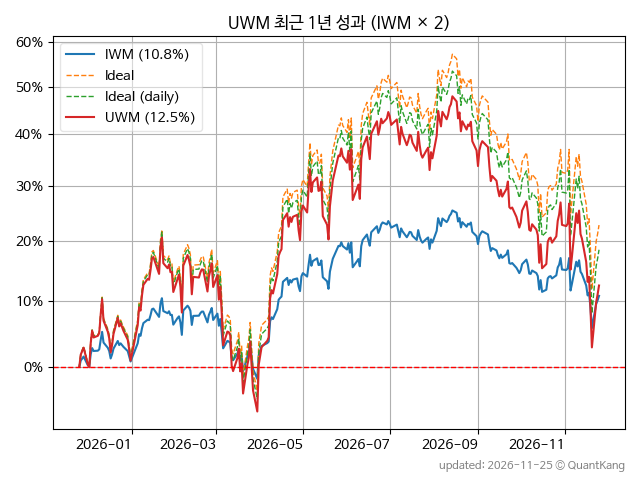 UWM 최근 1년 성과 (IWM × 2)
IWM (10.8%)
Ideal
Ideal (daily)
UWM (12.5%)
60%
50%
40%
30%
20%
10%
0%
2026-01
2026-03
2026-05
2026-07
2026-09
2026-11
updated: 2026-11-25 © QuantKang